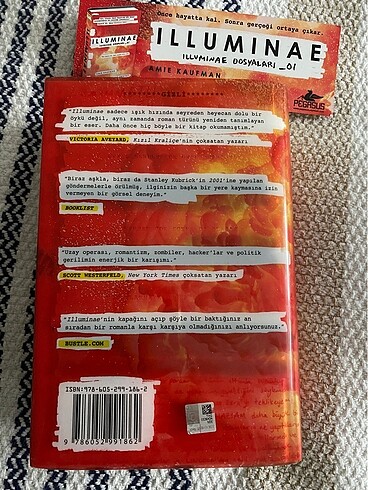 Önce hayatta kal. Sonra gerçeği ortaya çıkar.
ILLUMINAE
ILLUMINAE DOSYALARI_01
AMIE KAUFMAN
PEGASUS
GİZLİ
"Illuminae sadece ışık hızında seyreden heyecan dolu bir
öykü değil, aynı zamanda roman türünü yeniden tanımlayan
bir eser. Daha önce hiç böyle bir kitap okumamıştım."
VICTORIA AVEYARD, Kızıl Kraliçe'nin çoksatan yazarı
"Biraz aşkla, biraz da Stanley Kubrick'in 2001'ine yapılan
göndermelerle örülmüş, ilginizin başka bir yere kaymasına izin
vermeyen bir görsel deneyim."
BOOKLIST
"Uzay operası, romantizm, zombiler, hacker'lar ve politik
gerilimin enerjik bir karışımı."
SCOTT WESTERFELD, New York Times çoksatan yazarı
"Illuminae'nin kapağını açıp şöyle bir baktığınız an
sıradan bir romanla karşı karşıya olmadığınızı anlıyorsunuz."
BUSTLE.COM
ISBN:978-605-299-186-2
9 786052 991862